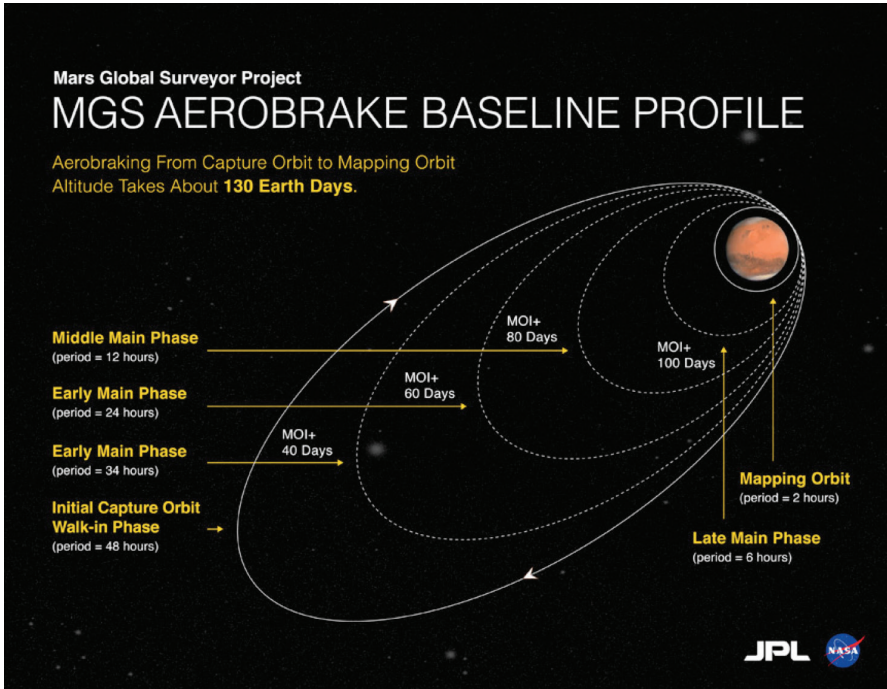 Mars Global Surveyor Project
MGS AEROBRAKE BASELINE PROFILE
Aerobraking From Capture Orbit to Mapping Orbit
Altitude Takes About 130 Earth Days.
Middle Main Phase
(period = 12 hours)
MOI+
80 Days
MOI+
100 Days
Early Main Phase
(period = 24 hours)
MOI+
60 Days
Early Main Phase
(period = 34 hours)
MOI+
40 Days
Initial Capture Orbit
Walk-in Phase
(period = 48 hours)
Mapping Orbit
(period = 2 hours)
Late Main Phase
(period = 6 hours)
JPL
NASA